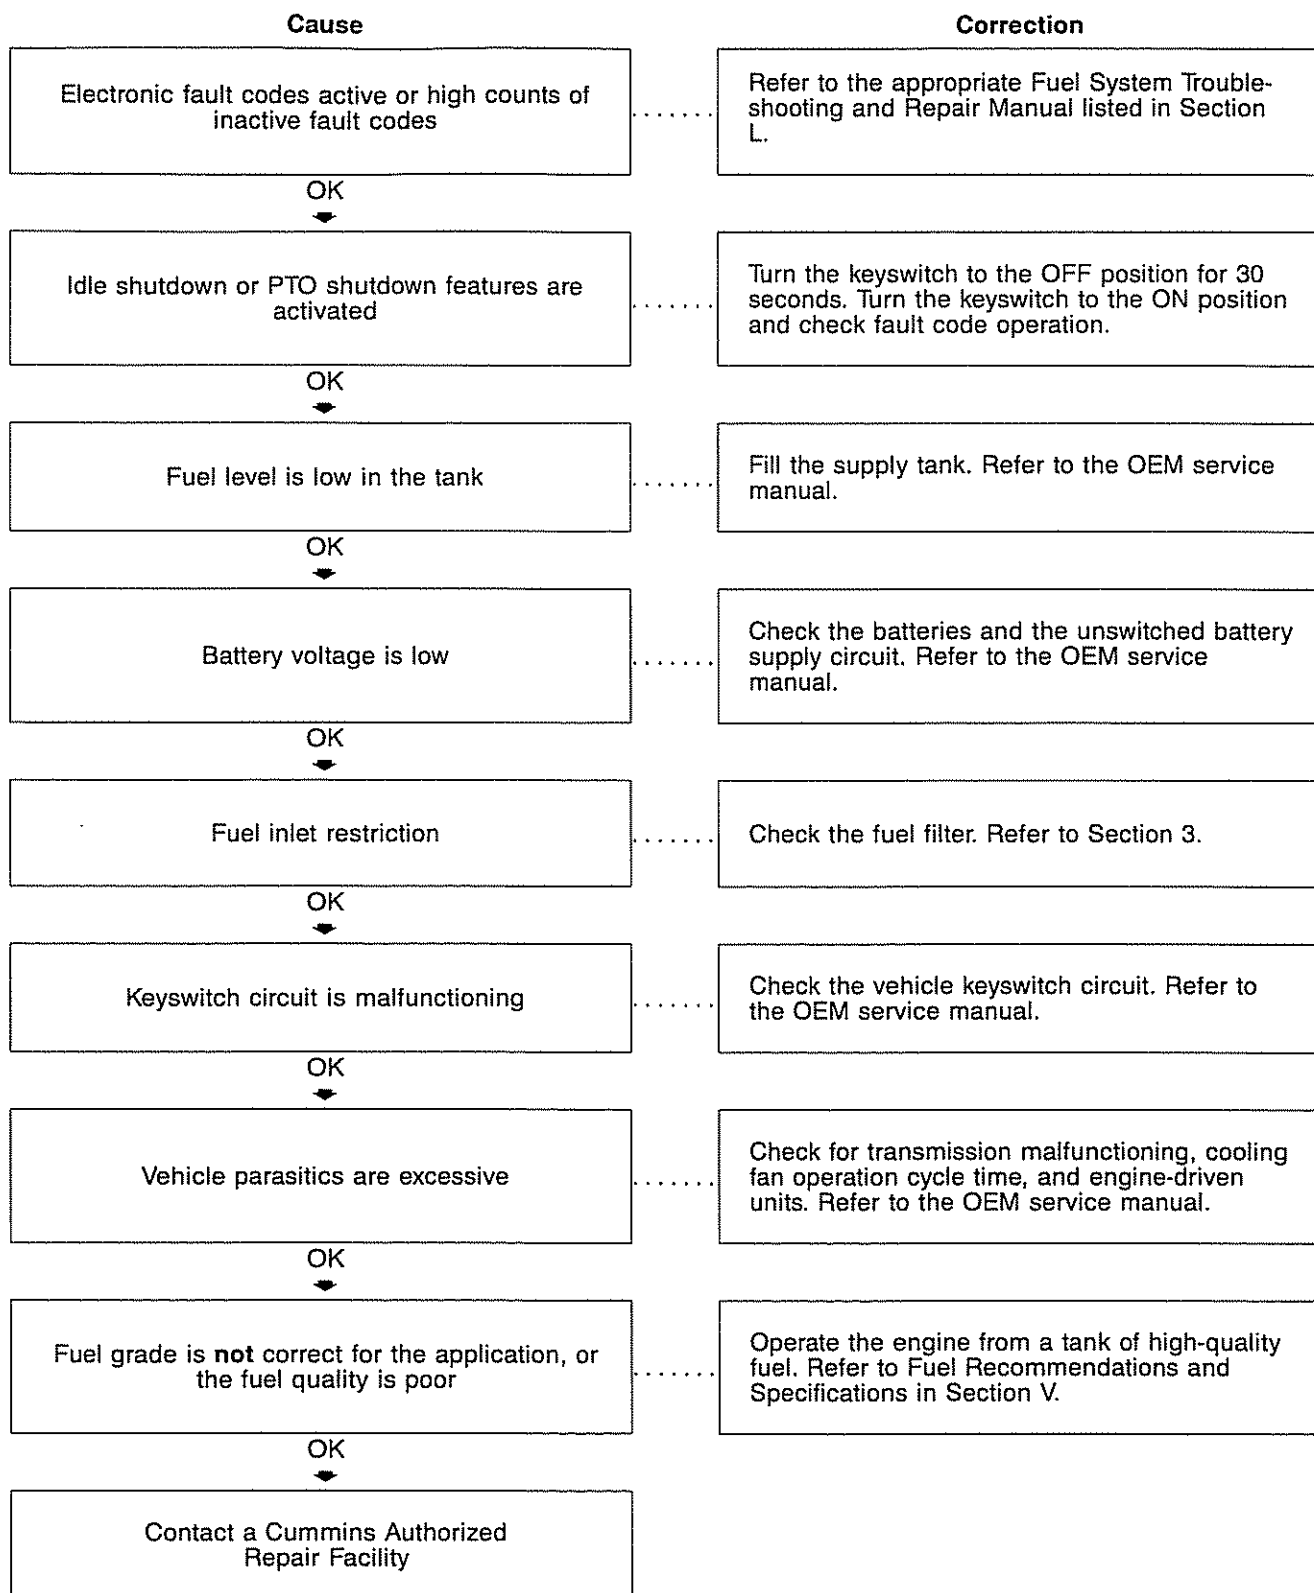 Cause
Correction
Electronic fault codes active or high counts of
inactive fault codes
.......
Refer to the appropriate Fuel System Trouble-
shooting and Repair Manual listed in Section
L.
OK
Idle shutdown or PTO shutdown features are
activated
.......
Turn the keyswitch to the OFF position for 30
seconds. Turn the keyswitch to the ON position
and check fault code operation.
OK
Fuel level is low in the tank
.......
Fill the supply tank. Refer to the OEM service
manual.
OK
Battery voltage is low
.......
Check the batteries and the unswitched battery
supply circuit. Refer to the OEM service
manual.
OK
Fuel inlet restriction
.......
Check the fuel filter. Refer to Section 3.
OK
Keyswitch circuit is malfunctioning
.......
Check the vehicle keyswitch circuit. Refer to
the OEM service manual.
OK
Vehicle parasitics are excessive
.......
Check for transmission malfunctioning, cooling
fan operation cycle time, and engine-driven
units. Refer to the OEM service manual.
OK
Fuel grade is not correct for the application, or
the fuel quality is poor
.......
Operate the engine from a tank of high-quality
fuel. Refer to Fuel Recommendations and
Specifications in Section V.
OK
Contact a Cummins Authorized
Repair Facility